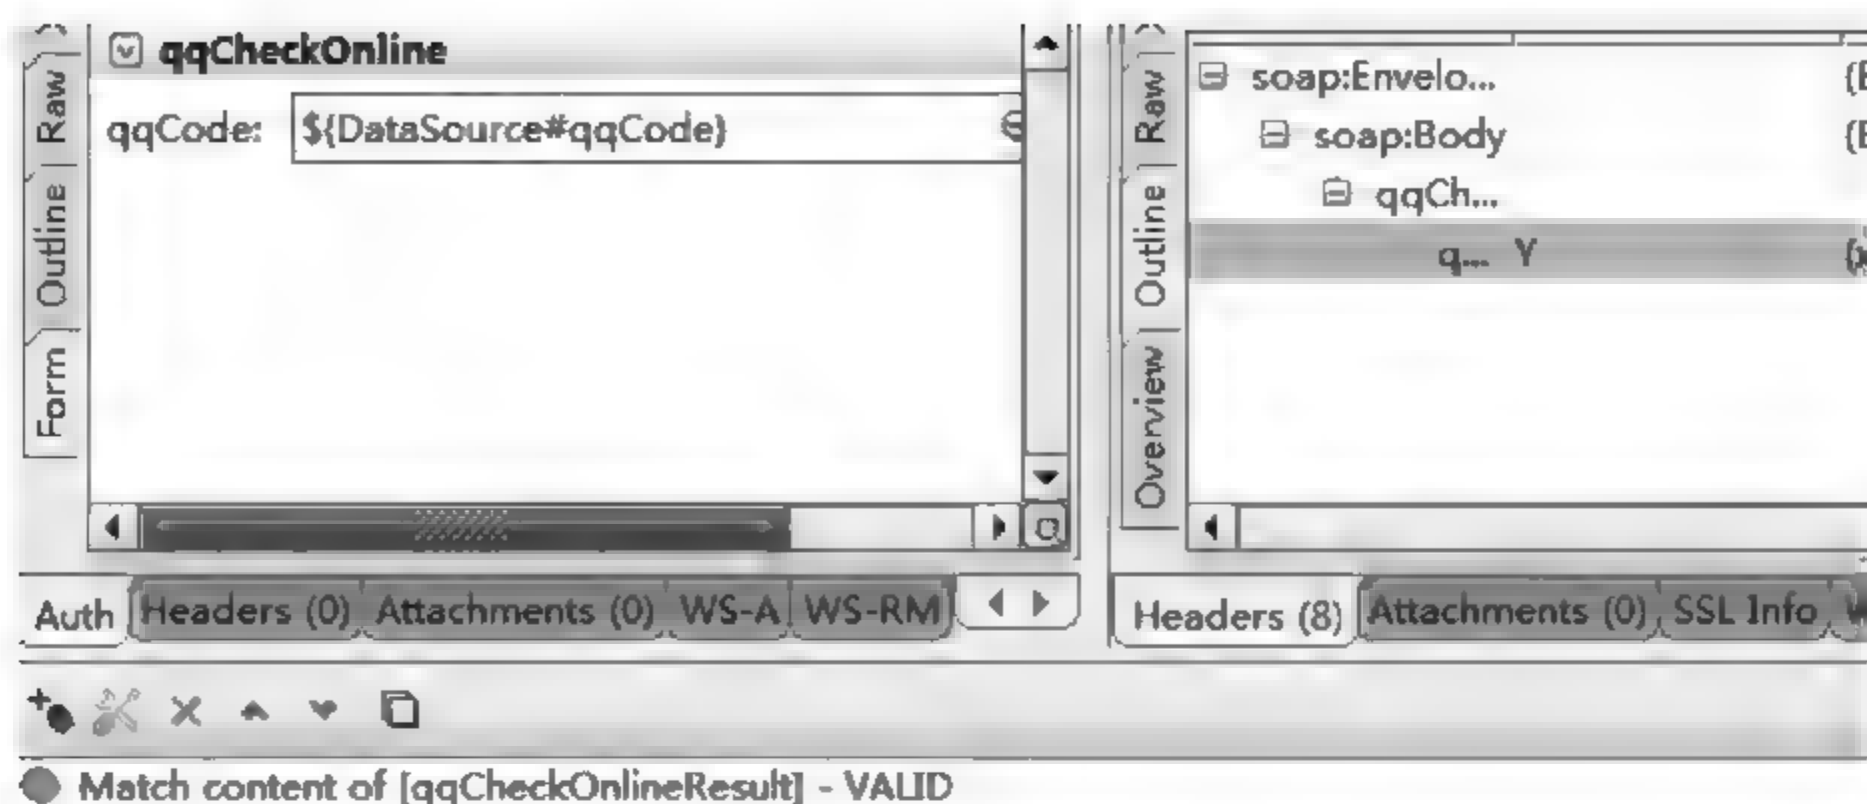 qqCheckOnline
qqCode: ${DataSource#qqCode}
Raw
Outline
Form
Auth Headers (0) Attachments (0) WS-A WS-RM
Raw
Outline
Overview
soap:Envelo...
soap:Body
qqCh...
q... Y
Headers (8) Attachments (0) SSL Info
Match content of [qqCheckOnlineResult] - VALID